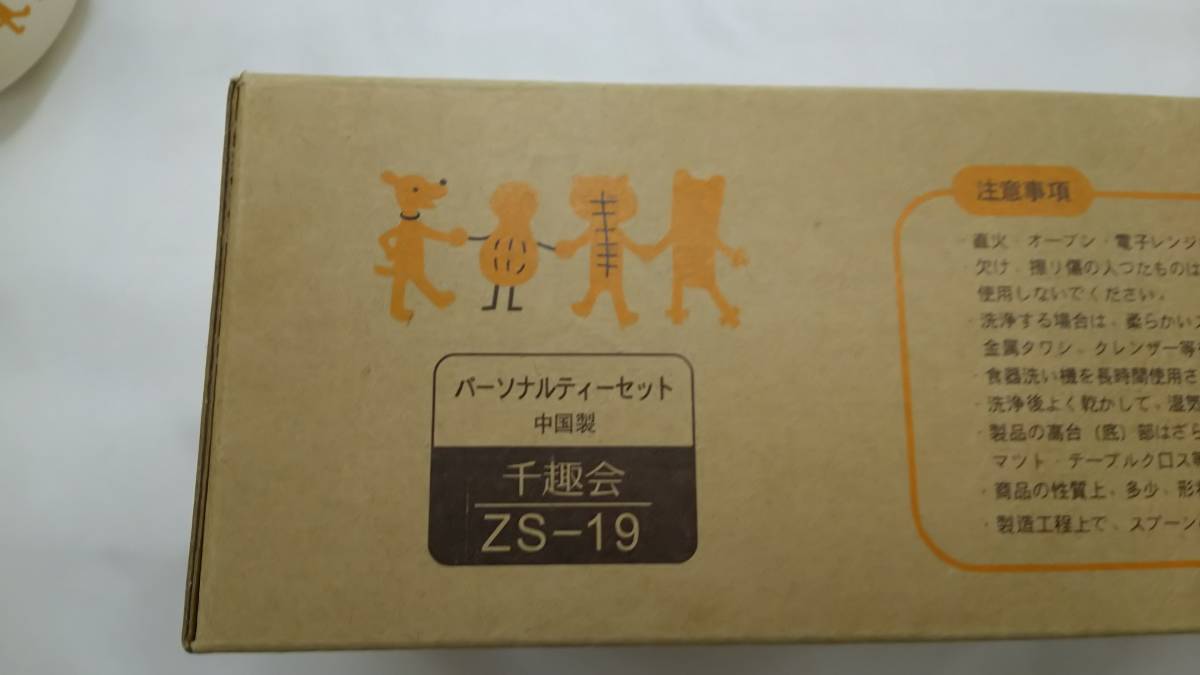 パーソナルティーセット
中国製
千趣会
ZS-19
注意事項
・直火・オーブン・電子レンジ
・欠け・擦り傷の入つたものは
使用しないでください。
・洗浄する場合は、柔らかいス
金属タワシ、クレンザー等
・食器洗い機を長時間使用さ
・洗浄後よく乾かして、湿気
・製品の高台(底)部はざら
マット・テーブルクロス等
・商品の性質上、多少、形状
・製造工程上で、スプーン